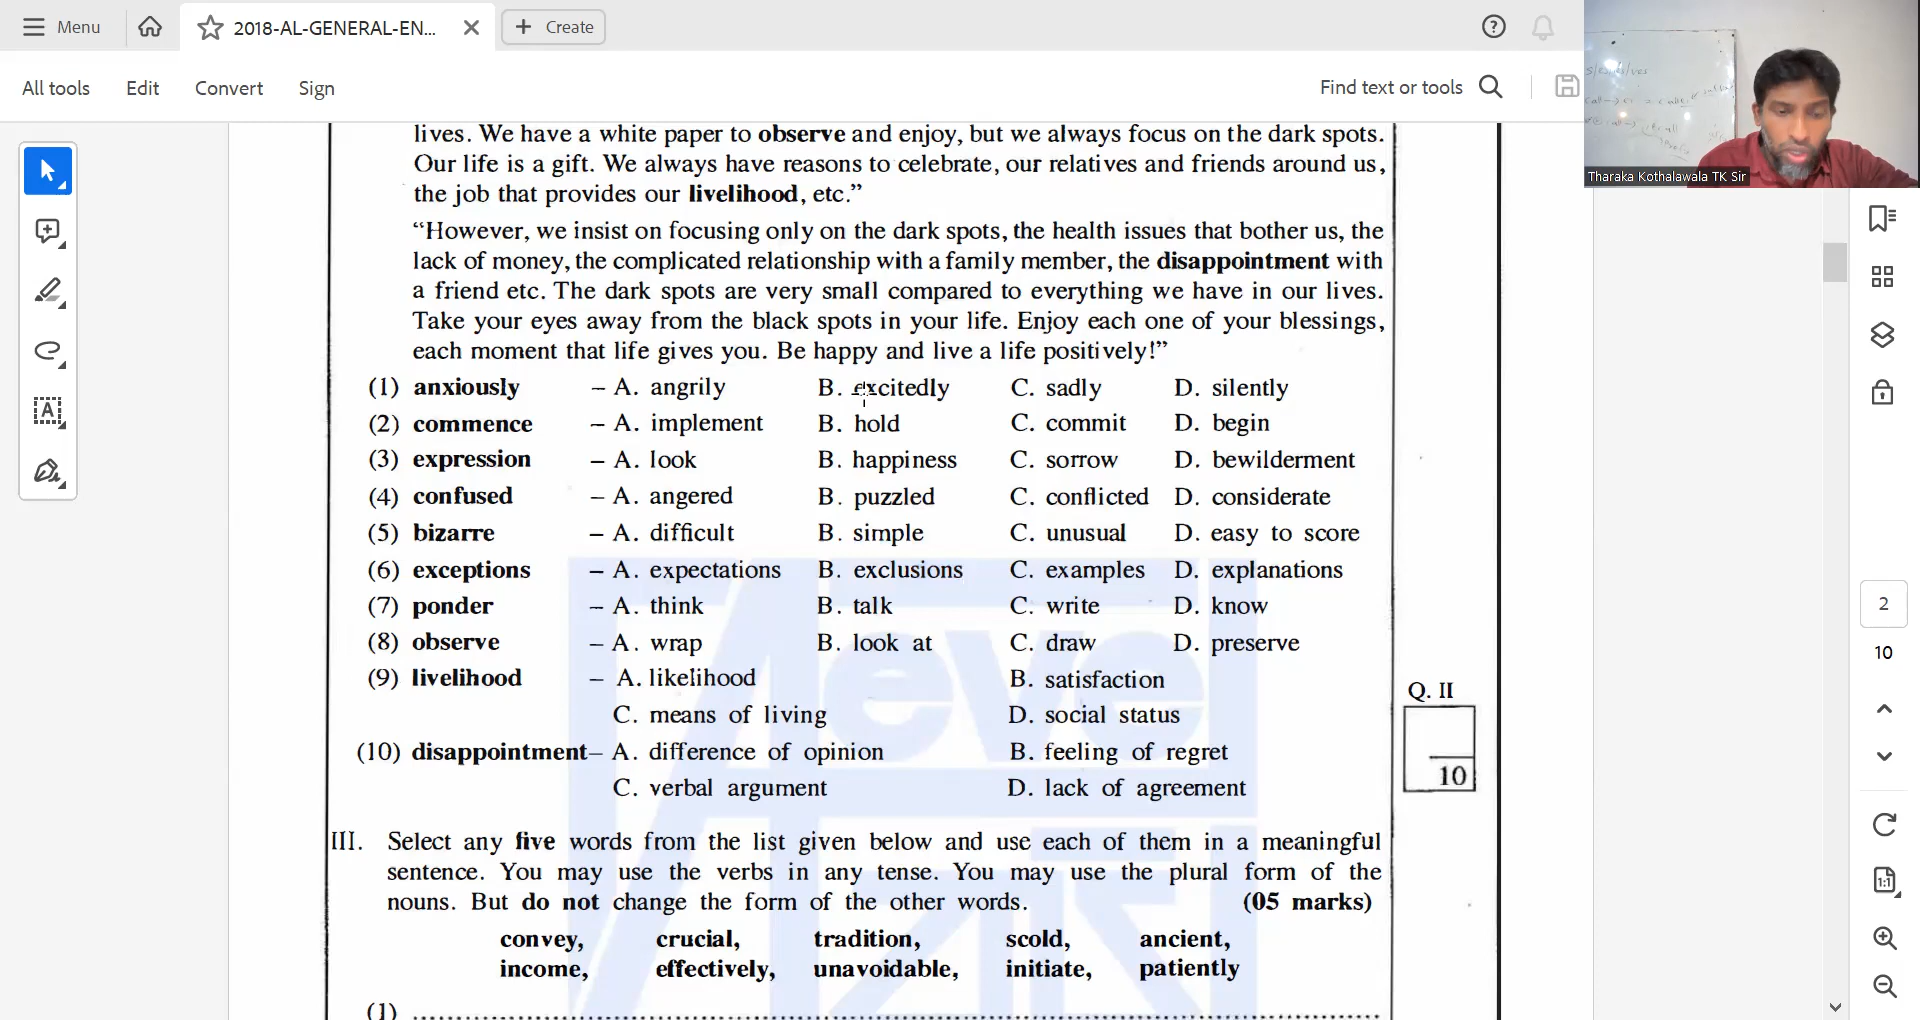 Menu
2018-AL-GENERAL-EN...
Create
All tools Edit Convert Sign
Find text or tools
Tharaka Kothalawala TK Sir
lives. We have a white paper to observe and enjoy, but we always focus on the dark spots.
Our life is a gift. We always have reasons to celebrate, our relatives and friends around us,
the job that provides our livelihood, etc.”
“However, we insist on focusing only on the dark spots, the health issues that bother us, the
lack of money, the complicated relationship with a family member, the disappointment with
a friend etc. The dark spots are very small compared to everything we have in our lives.
Take your eyes away from the black spots in your life. Enjoy each one of your blessings,
each moment that life gives you. Be happy and live a life positively!”
(1) anxiously – A. angrily B. excitedly C. sadly D. silently
(2) commence – A. implement B. hold C. commit D. begin
(3) expression – A. look B. happiness C. sorrow D. bewilderment
(4) confused – A. angered B. puzzled C. conflicted D. considerate
(5) bizarre – A. difficult B. simple C. unusual D. easy to score
(6) exceptions – A. expectations B. exclusions C. examples D. explanations
(7) ponder – A. think B. talk C. write D. know
(8) observe – A. wrap B. look at C. draw D. preserve
(9) livelihood – A. likelihood B. satisfaction
C. means of living D. social status
(10) disappointment– A. difference of opinion B. feeling of regret
C. verbal argument D. lack of agreement
Q. II
10
III. Select any five words from the list given below and use each of them in a meaningful
sentence. You may use the verbs in any tense. You may use the plural form of the
nouns. But do not change the form of the other words. (05 marks)
convey, crucial, tradition, scold, ancient,
income, effectively, unavoidable, initiate, patiently
(1) ........................
2
10
1:1